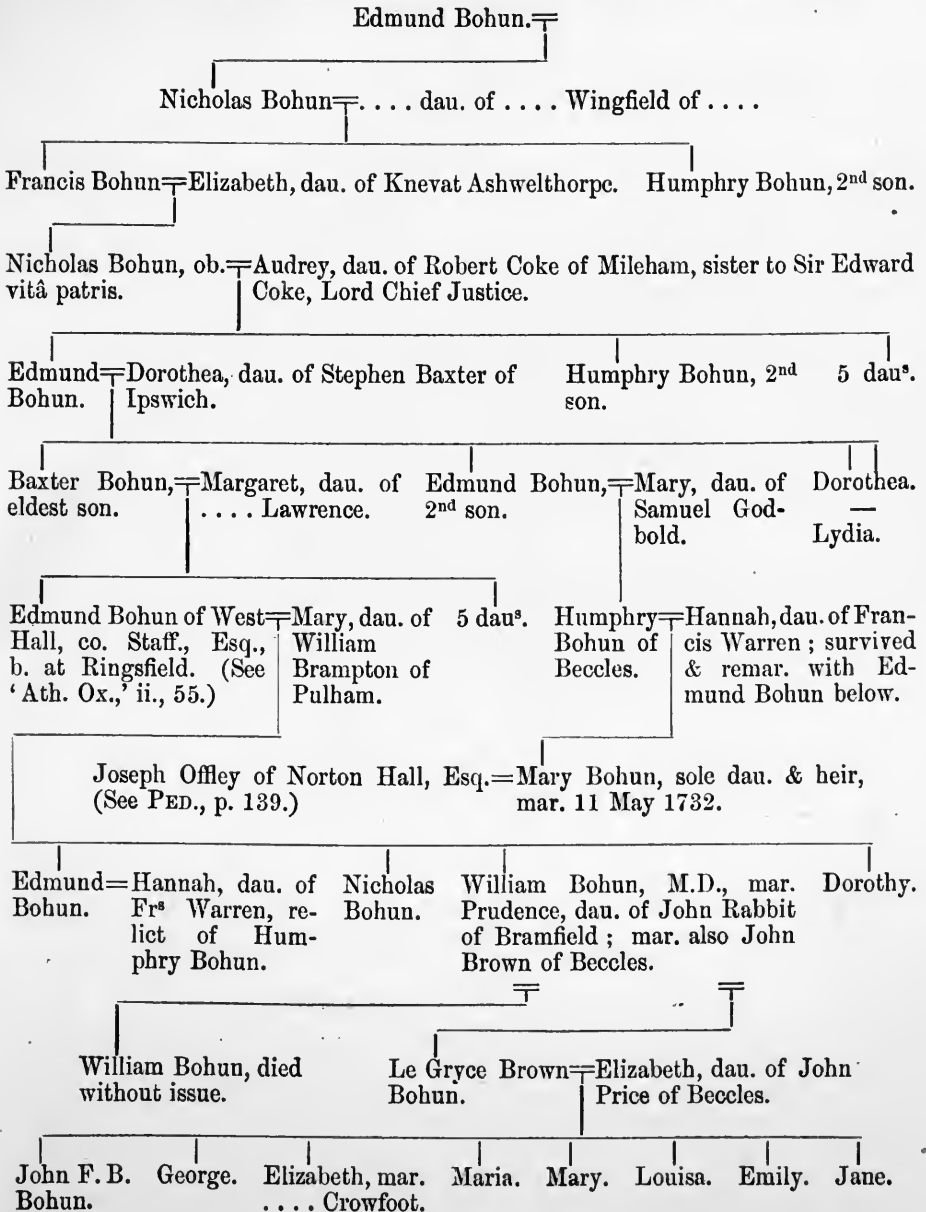 Edmund Bohun.
Nicholas Bohun . . . . dau. of . . . . Wingfield of . . . .
Francis Bohun Elizabeth, dau. of Knevat Ashwelthorpe. Humphry Bohun, 2nd son.
Nicholas Bohun, ob. vitâ patris.
Audrey, dau. of Robert Coke of Mileham, sister to Sir Edward
Coke, Lord Chief Justice.
Edmund
Bohun.
Dorothea, dau. of Stephen Baxter of
Ipswich.
Humphry Bohun, 2nd
son.
5 daus.
Baxter Bohun,
eldest son.
Margaret, dau. of
. . . . Lawrence.
Edmund Bohun,
2nd son.
Mary, dau. of
Samuel God-
bold.
Dorothea.
—
Lydia.
Edmund Bohun of West
Hall, co. Staff., Esq.,
b. at Ringsfield. (See
‘Ath. Ox.,’ ii., 55.)
Mary, dau. of
William
Brampton of
Pulham.
5 daus.
Humphry
Bohun of
Beccles.
Hannah, dau. of Fran-
cis Warren ; survived
& remar. with Ed-
mund Bohun below.
Joseph Offley of Norton Hall, Esq.=
(See PED., p. 139.)
Mary Bohun, sole dau. & heir,
mar. 11 May 1732.
Edmund=
Bohun.
Hannah, dau. of
Frs Warren, re-
lict of Hum-
phry Bohun.
Nicholas
Bohun.
William Bohun, M.D., mar.
Prudence, dau. of John Rabbit
of Bramfield ; mar. also John
Brown of Beccles.
Dorothy.
William Bohun, died
without issue.
Le Gryce Brown
Bohun.
Elizabeth, dau. of John
Price of Beccles.
John F. B.
Bohun.
George.
Elizabeth, mar.
. . . . Crowfoot.
Maria.
Mary.
Louisa.
Emily.
Jane.